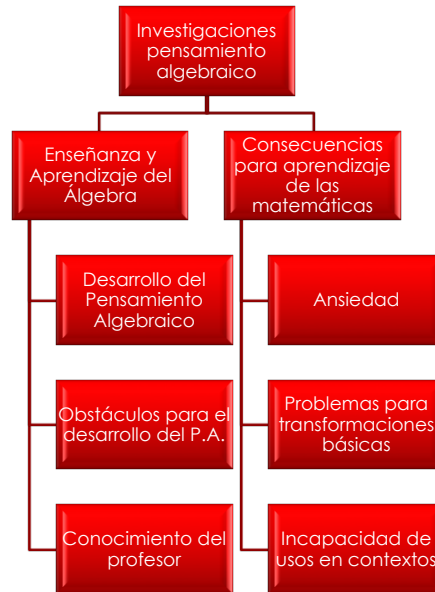 Investigaciones
pensamiento
algebraico
Enseñanza y
Aprendizaje del
Álgebra
Consecuencias
para aprendizaje
de las
matemáticas
Desarrollo del
Pensamiento
Algebraico
Ansiedad
Obstáculos para el
desarrollo del P.A.
Problemas para
transformaciones
básicas
Conocimiento del
profesor
Incapacidad de
usos en contextos